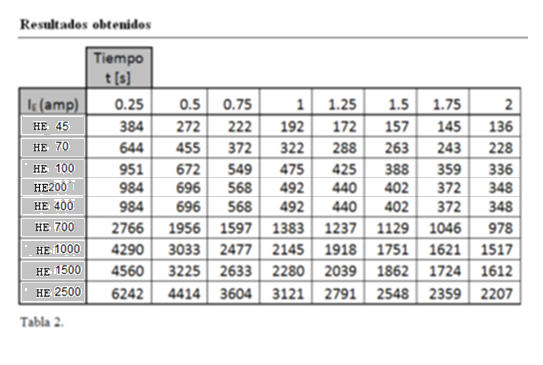 Resultados obtenidos
Tiempo
t [s]
IE (amp) 0.25 0.5 0.75 1 1.25 1.5 1.75 2
HE 45 384 272 222 192 172 157 145 136
HE 70 644 455 372 322 288 263 243 228
HE 100 951 672 549 475 425 388 359 336
HE200 984 696 568 492 440 402 372 348
HE 400 984 696 568 492 440 402 372 348
HE 700 2766 1956 1597 1383 1237 1129 1046 978
HE 1000 4290 3033 2477 2145 1918 1751 1621 1517
HE 1500 4560 3225 2633 2280 2039 1862 1724 1612
HE 2500 6242 4414 3604 3121 2791 2548 2359 2207
Tabla 2.